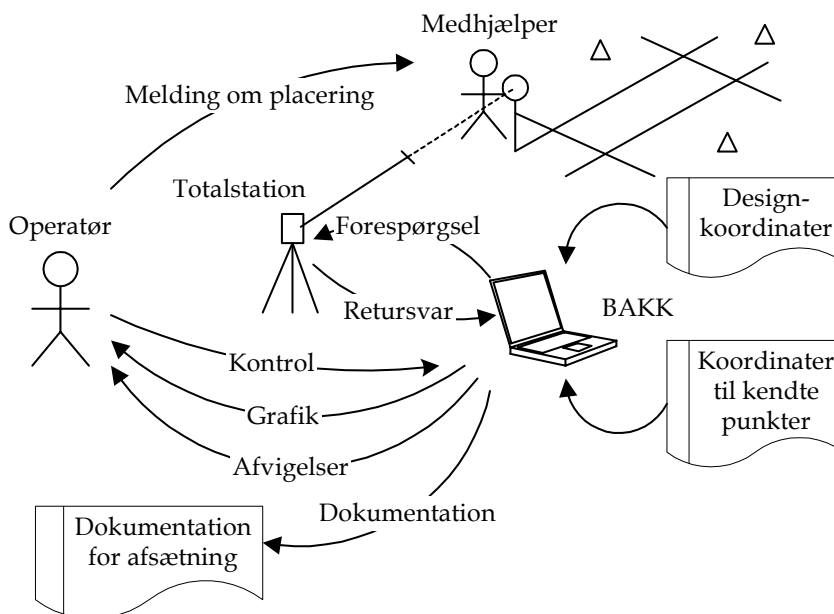 Medhjælper
Melding om placering
Totalstation
Operatør
Forespørgsel
Design-
koordinater
Retursvar
BAKK
Kontrol
Koordinater
til kendte
punkter
Grafik
Afvigelser
Dokumentation
Dokumentation
for afsætning